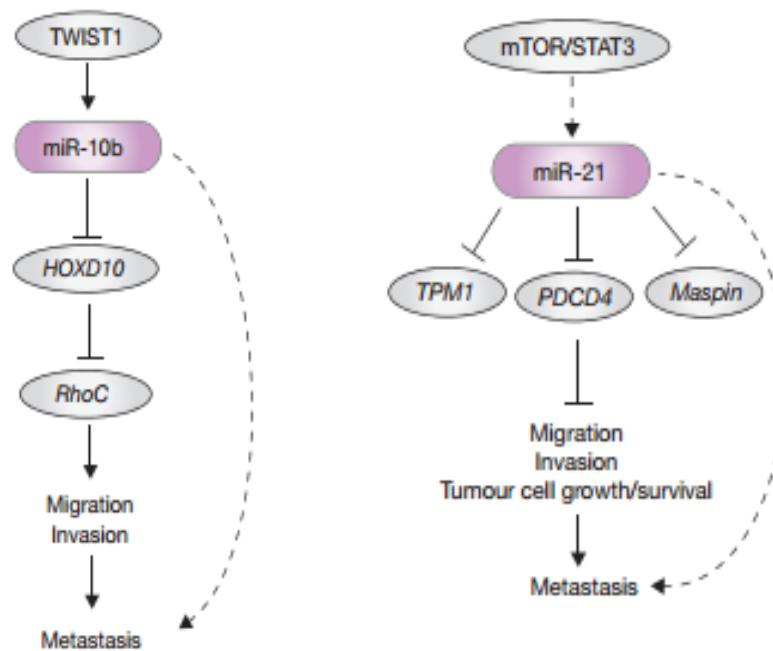 TWIST1
miR-10b
HOXD10
RhoC
Migration
Invasion
Metastasis
mTOR/STAT3
miR-21
TPM1 PDCD4 Maspin
Migration
Invasion
Tumour cell growth/survival
Metastasis